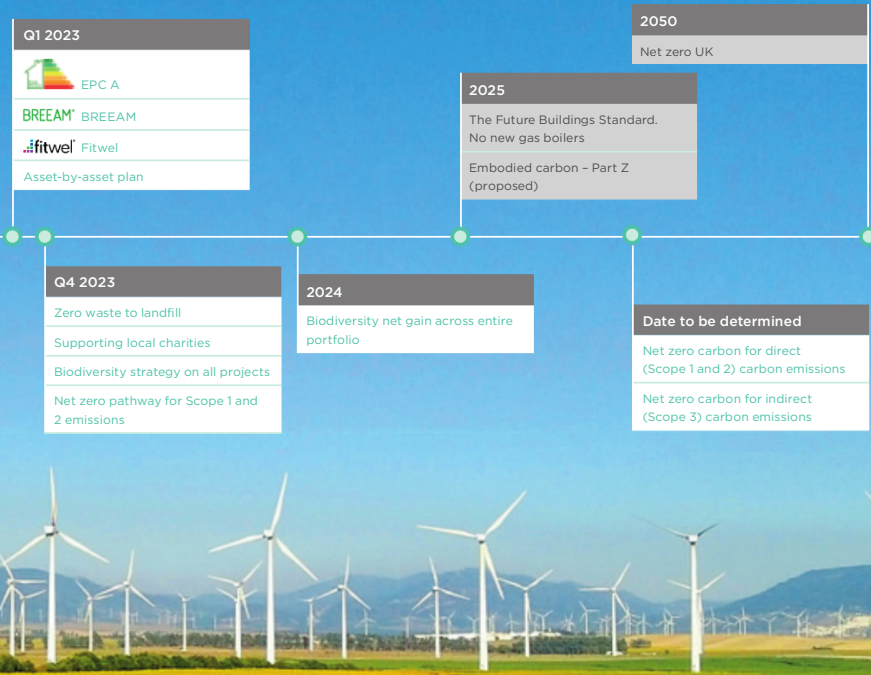 Q1 2023
EPC A
BREEAM® BREEAM
fitwel Fitwel
Asset-by-asset plan
Q4 2023
Zero waste to landfill
Supporting local charities
Biodiversity strategy on all projects
Net zero pathway for Scope 1 and
2 emissions
2024
Biodiversity net gain across entire
portfolio
2025
The Future Buildings Standard.
No new gas boilers
Embodied carbon – Part Z
(proposed)
Date to be determined
Net zero carbon for direct
(Scope 1 and 2) carbon emissions
Net zero carbon for indirect
(Scope 3) carbon emissions
2050
Net zero UK